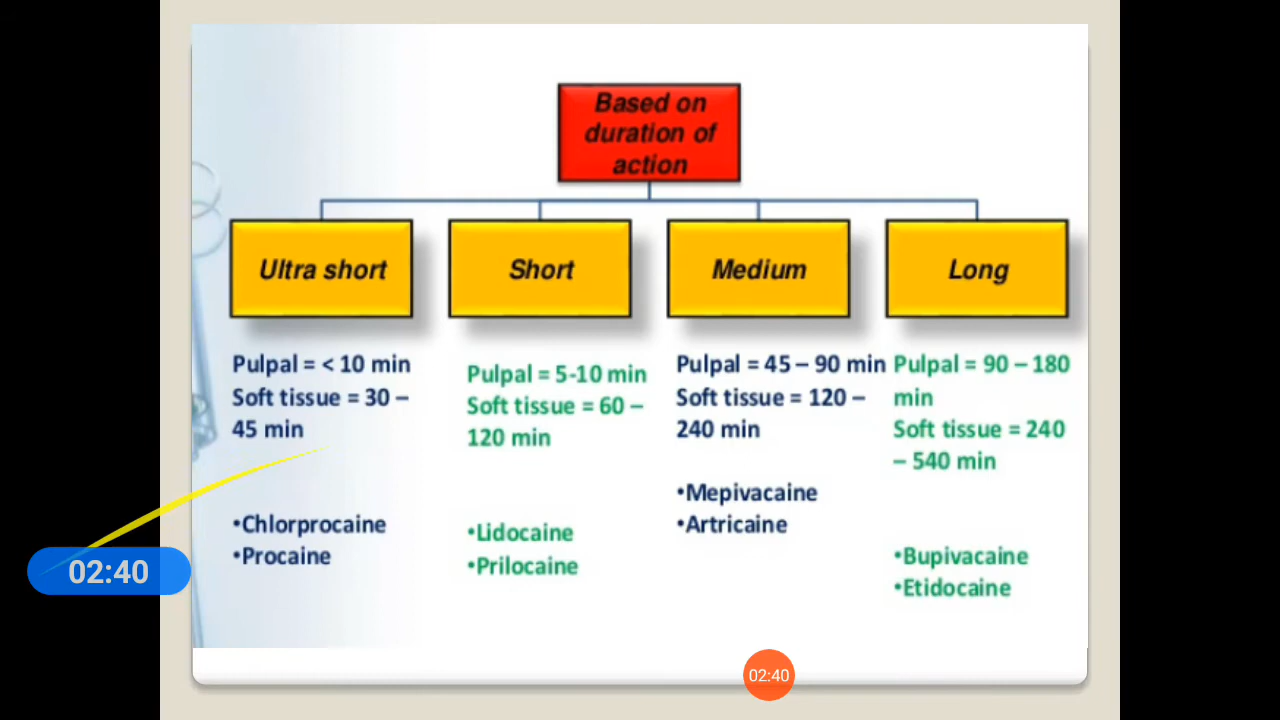 Based on
duration of
action
Ultra short
Short
Medium
Long
Pulpal = < 10 min
Soft tissue = 30 –
45 min
•Chlorprocaine
•Procaine
Pulpal = 5-10 min
Soft tissue = 60 –
120 min
•Lidocaine
•Prilocaine
Pulpal = 45 – 90 min
Soft tissue = 120 –
240 min
•Mepivacaine
•Artricaine
Pulpal = 90 – 180
min
Soft tissue = 240
– 540 min
•Bupivacaine
•Etidocaine
02:40
02:40